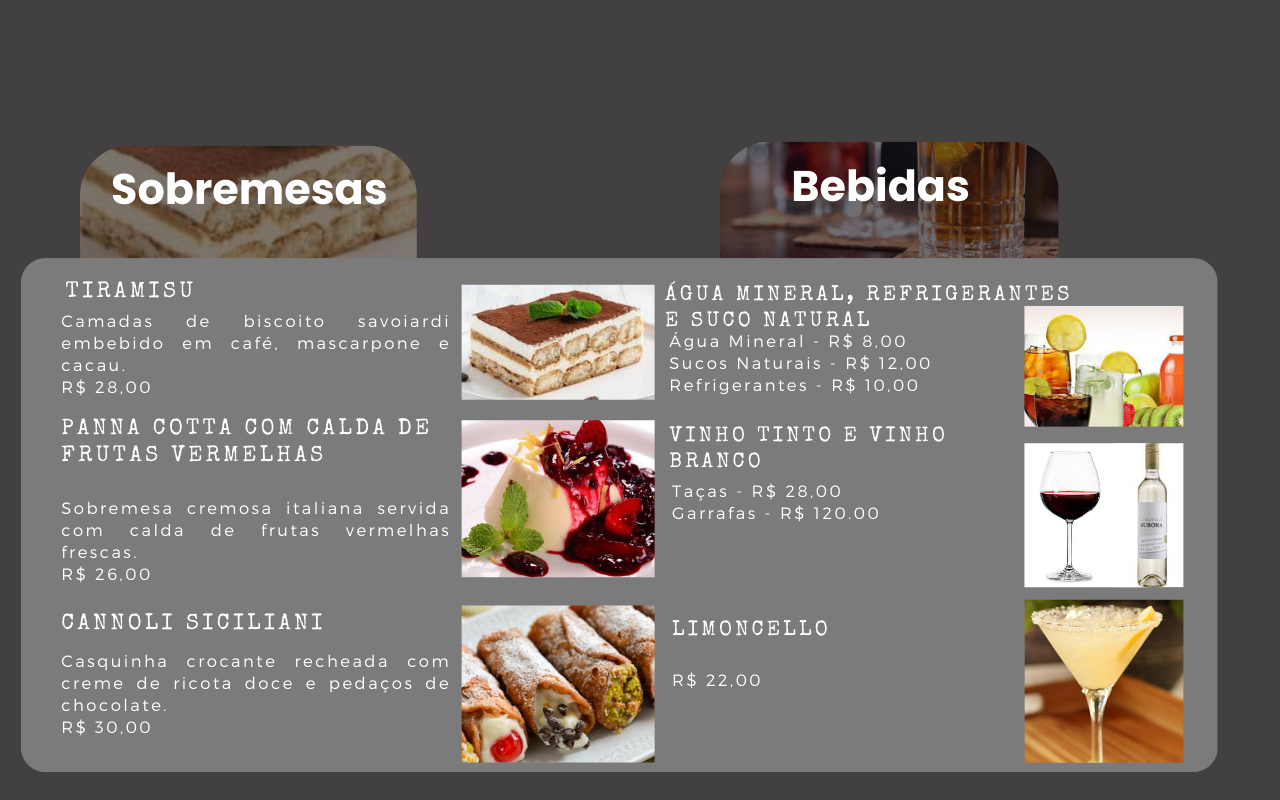 Sobremesas
TIRAMISU
Camadas de biscoito savoiardi
embebido em café, mascarpone e
cacau.
R$ 28,00
PANNA COTTA COM CALDA DE
FRUTAS VERMELHAS
Sobremesa cremosa italiana servida
com calda de frutas vermelhas
frescas.
R$ 26,00
CANNOLI SICILIANI
Casquinha crocante recheada com
creme de ricota doce e pedaços de
chocolate.
R$ 30,00
Bebidas
ÁGUA MINERAL, REFRIGERANTES
E SUCO NATURAL
Água Mineral - R$ 8,00
Sucos Naturais - R$ 12,00
Refrigerantes - R$ 10,00
VINHO TINTO E VINHO
BRANCO
Taças - R$ 28,00
Garrafas - R$ 120.00
AURORA
LIMONCELLO
R$ 22,00